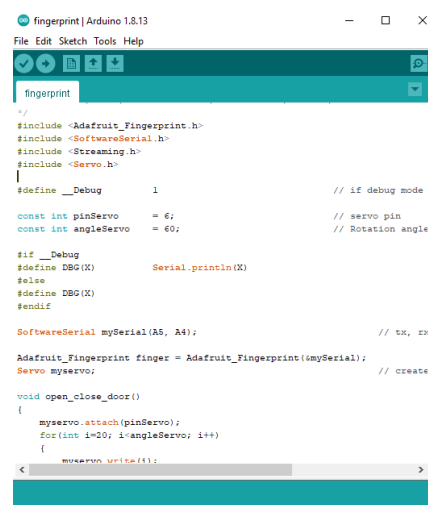 fingerprint | Arduino 1.8.13
File Edit Sketch Tools Help
fingerprint
*/
#include <Adafruit_Fingerprint.h>
#include <SoftwareSerial.h>
#include <Streaming.h>
#include <Servo.h>
#define __Debug 1 // if debug mode
const int pinServo = 6; // servo pin
const int angleServo = 60; // Rotation angle
#if __Debug
#define DBG(X) Serial.println(X)
#else
#define DBG(X)
#endif
SoftwareSerial mySerial(A5, A4); // tx, rx
Adafruit_Fingerprint finger = Adafruit_Fingerprint(&mySerial);
Servo myservo; // create
void open_close_door()
{
myservo.attach(pinServo);
for(int i=20; i<angleServo; i++)
{
myservo.write(i);